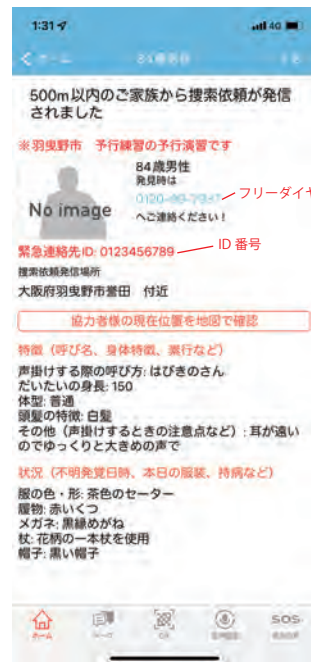 1:31
4G
84歳男性
500m以内のご家族から捜索依頼が発信
されました
※羽曳野市　予行練習の予行演習です
84歳男性
発見時は
フリーダイヤ
へご連絡ください！
No image
緊急連絡先ID: 0123456789
ID 番号
捜索依頼発信場所
大阪府羽曳野市誉田　付近
協力者様の現在位置を地図で確認
特徴（呼び名、身体特徴、素行など）
声掛けする際の呼び方: はびきのさん
だいたいの身長: 150
体型: 普通
頭髪の特徴: 白髪
その他（声掛けするときの注意点など）: 耳が遠い
のでゆっくりと大きめの声で
状況（不明発覚日時、本日の服装、持病など）
服の色・形: 茶色のセーター
履物: 赤いくつ
メガネ: 黒縁めがね
杖: 花柄の一本杖を使用
帽子: 黒い帽子
ホーム
SOS